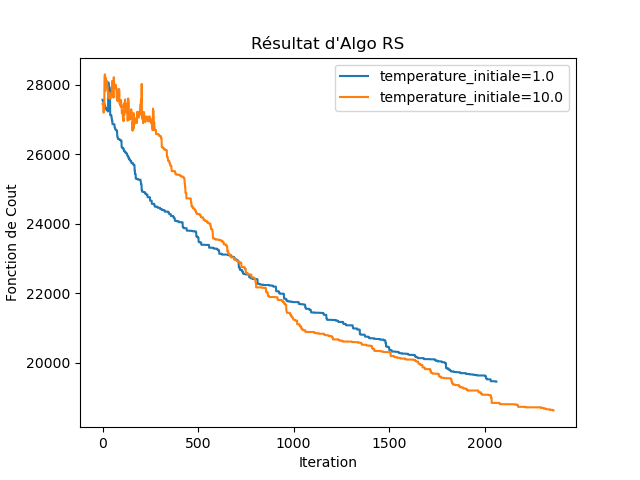 Résultat d'Algo RS
temperature_initiale=1.0
temperature_initiale=10.0
28000
26000
24000
22000
20000
Fonction de Cout
0 500 1000 1500 2000
Iteration